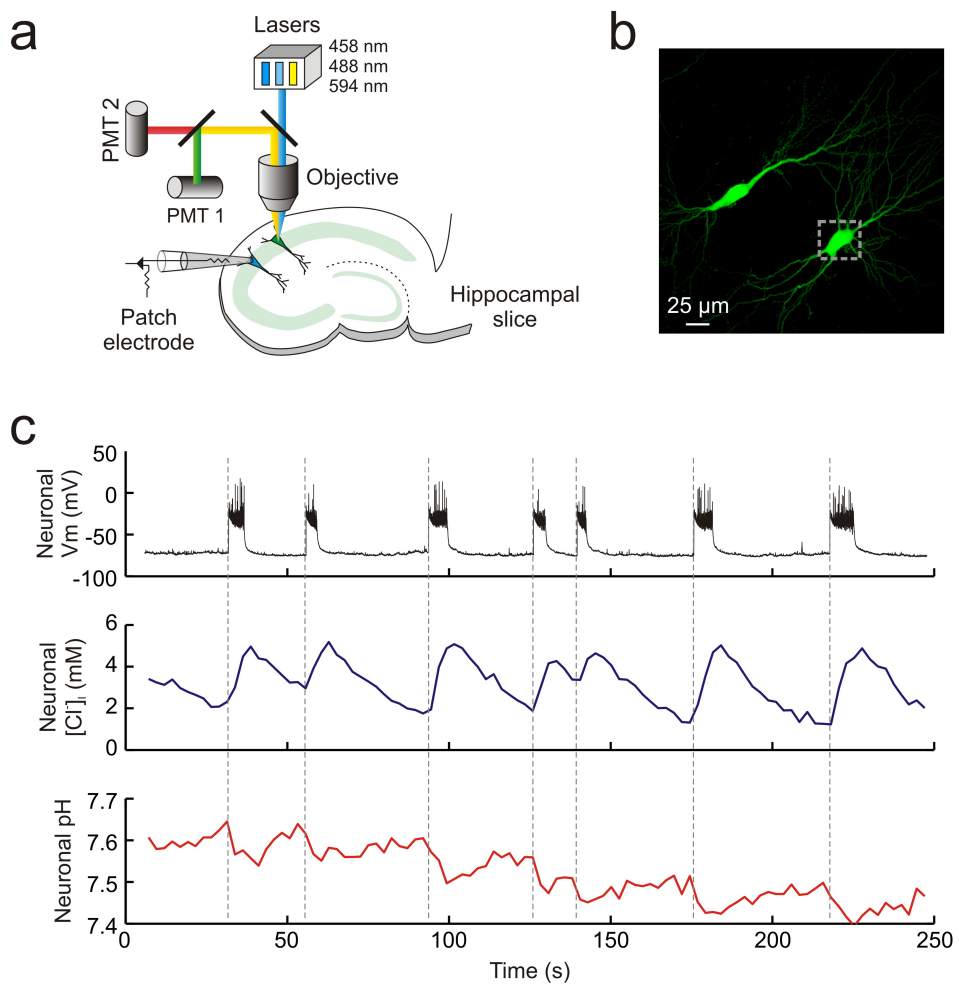 a
Lasers
458 nm
488 nm
594 nm
PMT 2
PMT 1
Objective
Patch
electrode
Hippocampal
slice
b
25 µm
c
Neuronal
Vm (mV)
50
0
-50
-100
Neuronal
[Cl-]i (mM)
6
4
2
0
Neuronal pH
7.7
7.6
7.5
7.4
0 50 100 150 200 250
Time (s)